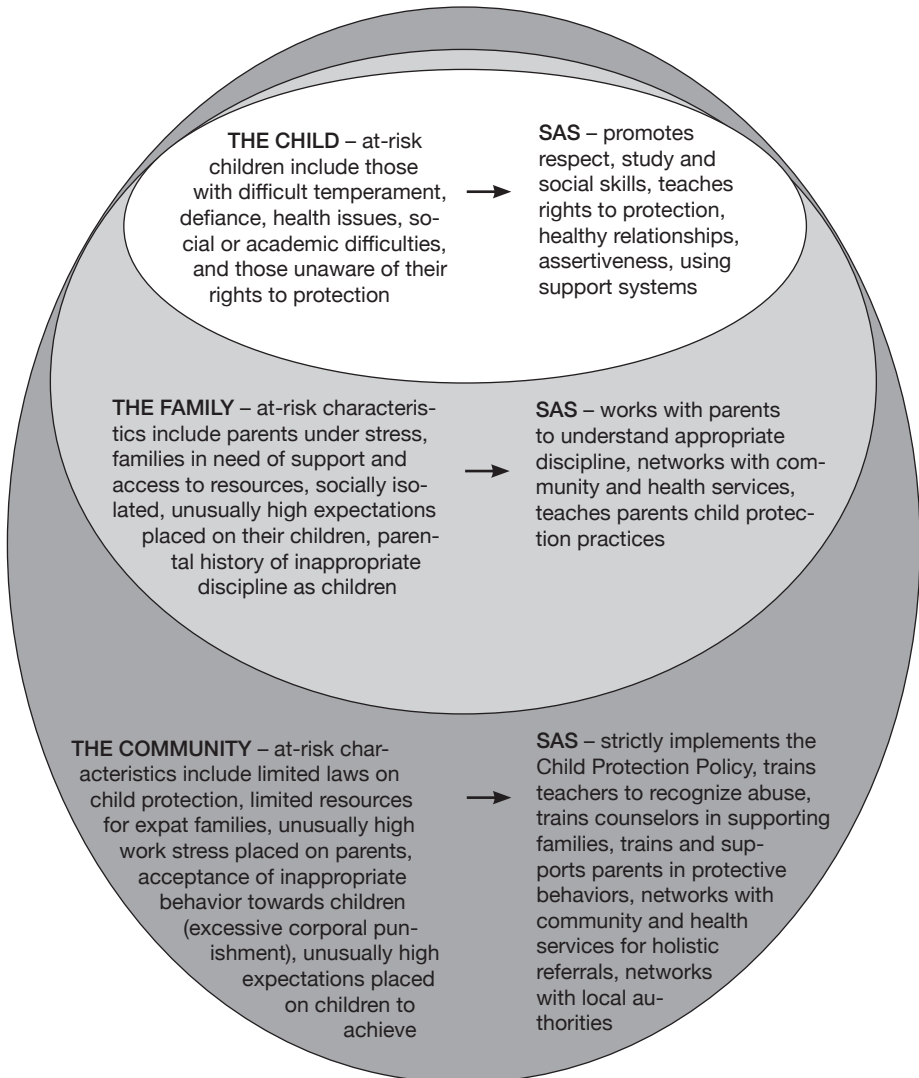 THE CHILD – at-risk
children include those
with difficult temperament,
defiance, health issues, so-
cial or academic difficulties,
and those unaware of their
rights to protection
SAS – promotes
respect, study and
social skills, teaches
rights to protection,
healthy relationships,
assertiveness, using
support systems
THE FAMILY – at-risk characteris-
tics include parents under stress,
families in need of support and
access to resources, socially iso-
lated, unusually high expectations
placed on their children, paren-
tal history of inappropriate
discipline as children
SAS – works with parents
to understand appropriate
discipline, networks with com-
munity and health services,
teaches parents child protec-
tion practices
THE COMMUNITY – at-risk char-
acteristics include limited laws on
child protection, limited resources
for expat families, unusually high
work stress placed on parents,
acceptance of inappropriate
behavior towards children
(excessive corporal pun-
ishment), unusually high
expectations placed
on children to
achieve
SAS – strictly implements the
Child Protection Policy, trains
teachers to recognize abuse,
trains counselors in supporting
families, trains and sup-
ports parents in protective
behaviors, networks with
community and health
services for holistic
referrals, networks
with local au-
thorities